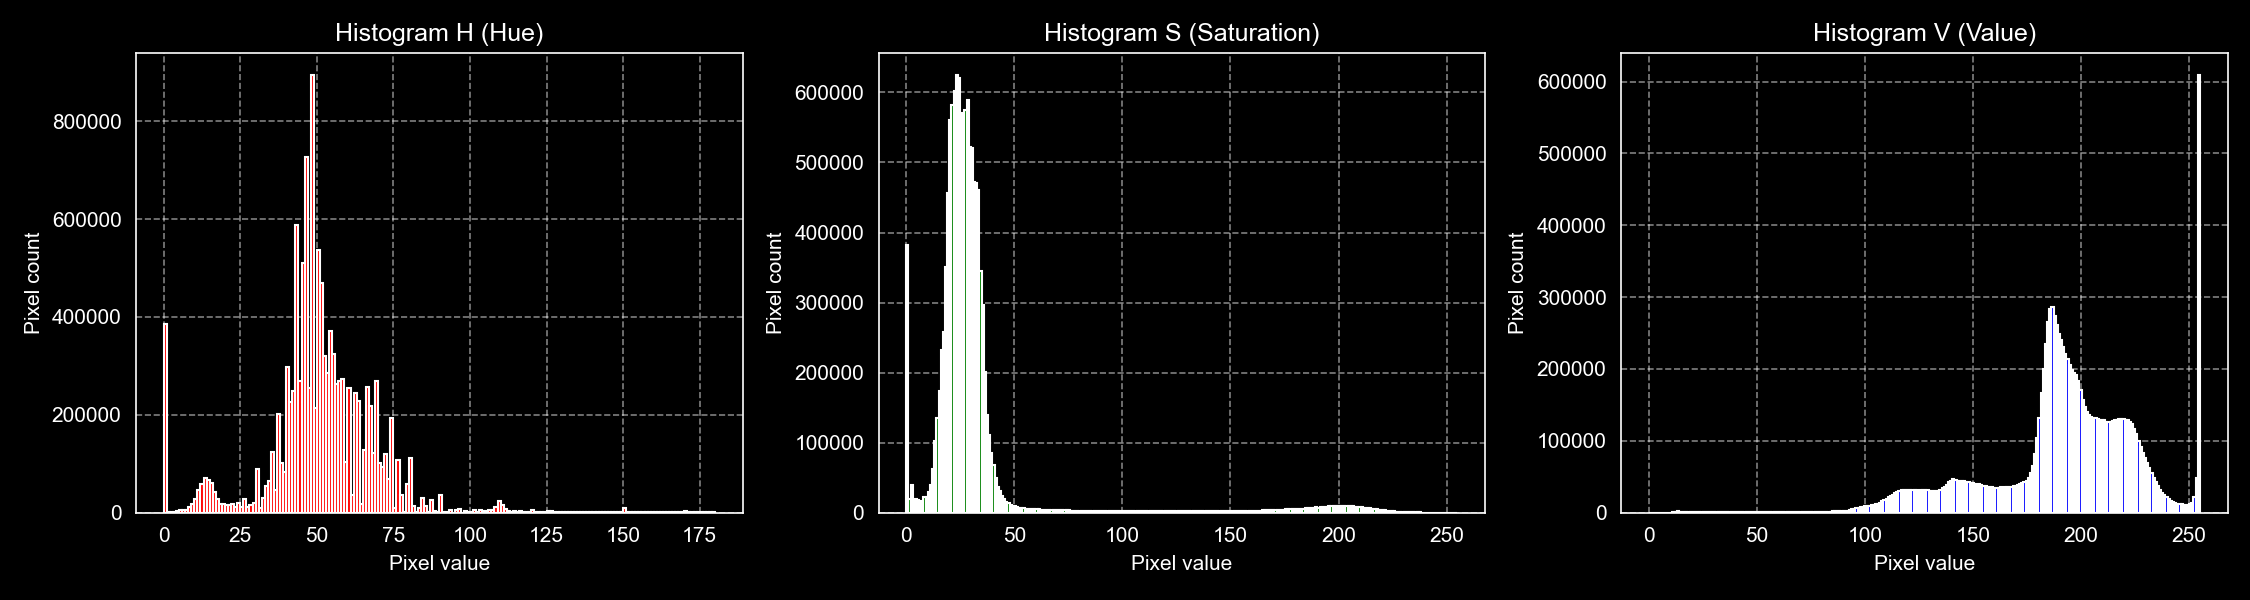 Histogram H (Hue)
Pixel count
800000
600000
400000
200000
0
0 25 50 75 100 125 150 175
Pixel value
Histogram S (Saturation)
Pixel count
600000
500000
400000
300000
200000
100000
0
0 50 100 150 200 250
Pixel value
Histogram V (Value)
Pixel count
600000
500000
400000
300000
200000
100000
0
0 50 100 150 200 250
Pixel value